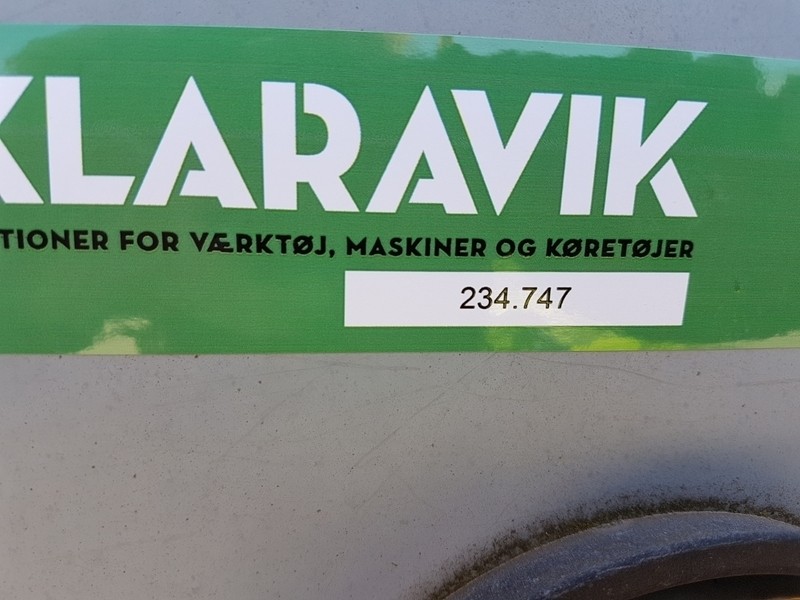 KLARAVIK
TIONER FOR VÆRKTØJ, MASKINER OG KØRETØJER
234.747